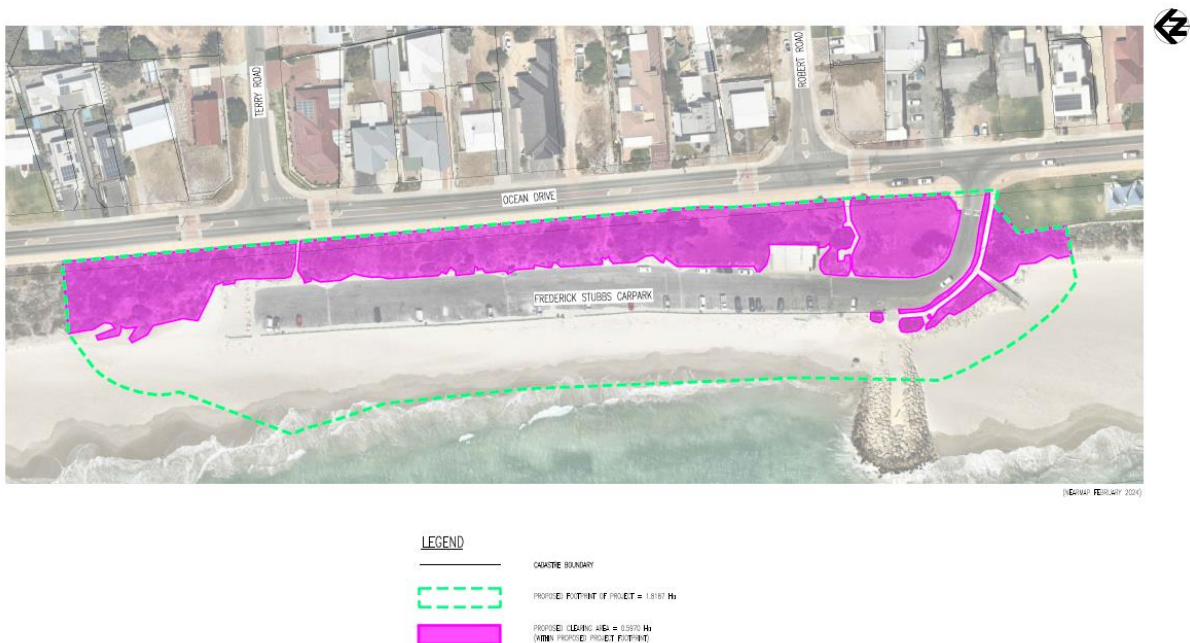 N
TERRY ROAD
ROBERT ROAD
OCEAN DRIVE
FREDERICK STUBBS CARPARK
(NEARMAP FEBRUARY 2024)
LEGEND
CADASTRE BOUNDARY
PROPOSED FOOTPRINT OF PROJECT = 1.8187 Ha
PROPOSED CLEARING AREA = 0.5970 Ha
(WITHIN PROPOSED PROJECT FOOTPRINT)